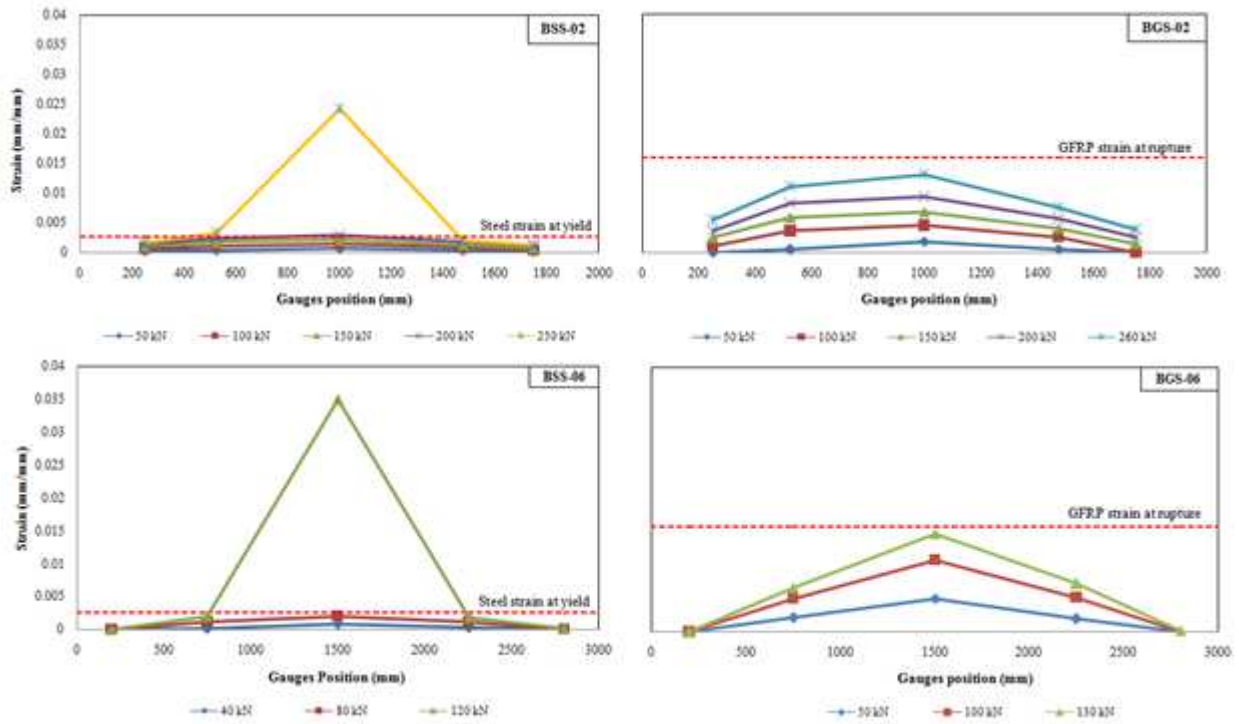 BSS-02
0.04
0.035
0.03
0.025
0.02
0.015
0.01
0.005
0
Strain (mm/mm)
Steel strain at yield
0 200 400 600 800 1000 1200 1400 1600 1800 2000
Gauges position (mm)
50 kN 100 kN 150 kN 200 kN 250 kN
BGS-02
GFRP strain at rupture
0 200 400 600 800 1000 1200 1400 1600 1800 2000
Gauges position (mm)
50 kN 100 kN 150 kN 200 kN 260 kN
BSS-06
0.04
0.035
0.03
0.025
0.02
0.015
0.01
0.005
0
Strain (mm/mm)
Steel strain at yield
0 500 1000 1500 2000 2500 3000
Gauges Position (mm)
40 kN 80 kN 120 kN
BGS-06
GFRP strain at rupture
0 500 1000 1500 2000 2500 3000
Gauges position (mm)
50 kN 100 kN 130 kN